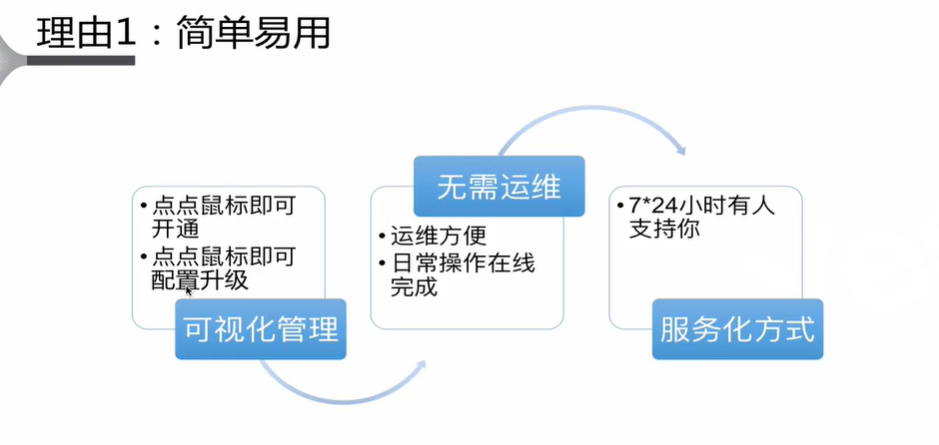 理由1：简单易用
• 点点鼠标即可
开通
• 点点鼠标即可
配置升级
可视化管理
无需运维
• 运维方便
• 日常操作在线
完成
• 7*24小时有人
支持你
服务化方式